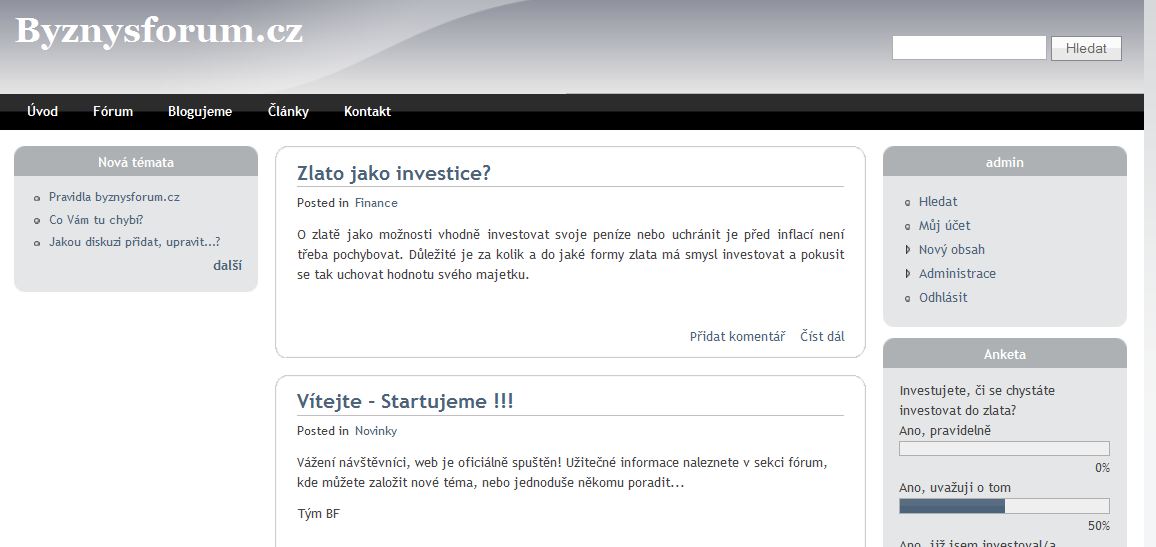 Byznysforum.cz
Hledat
Úvod Fórum Blogujeme Články Kontakt
Nová témata
Pravidla byznysforum.cz
Co Vám tu chybí?
Jakou diskuzi přidat, upravit...?
další
Zlato jako investice?
Posted in Finance
O zlatě jako možnosti vhodně investovat svoje peníze nebo uchránit je před inflací není
třeba pochybovat. Důležité je za kolik a do jaké formy zlata má smysl investovat a pokusit
se tak uchovat hodnotu svého majetku.
Přidat komentář Číst dál
Vítejte - Startujeme !!!
Posted in Novinky
Vážení návštěvníci, web je oficiálně spuštěn! Užitečné informace naleznete v sekci fórum,
kde můžete založit nové téma, nebo jednoduše někomu poradit...
Tým BF
admin
Hledat
Můj účet
Nový obsah
Administrace
Odhlásit
Anketa
Investujete, či se chystáte
investovat do zlata?
Ano, pravidelně
0%
Ano, uvažuji o tom
50%
Ano, již jsem investoval/a